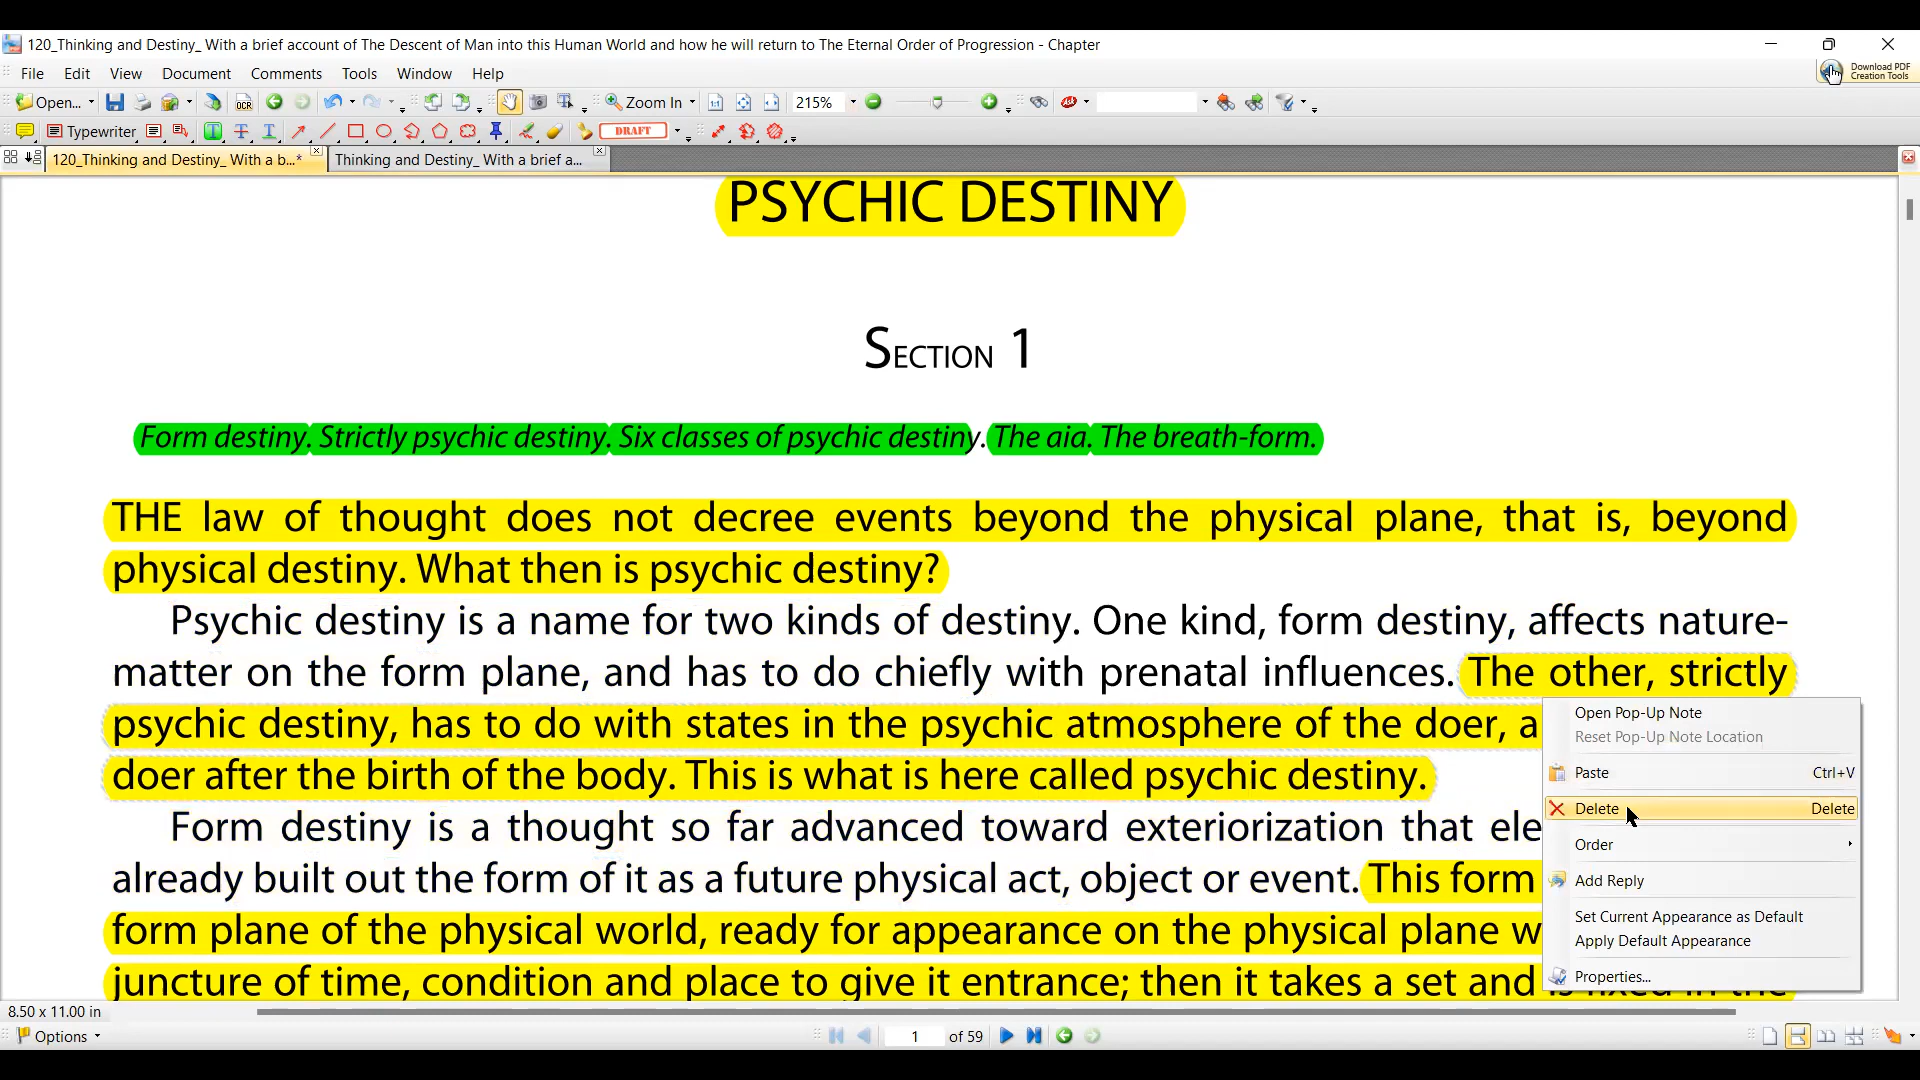 120_Thinking and Destiny_ With a brief account of The Descent of Man into this Human World and how he will return to The Eternal Order of Progression - Chapter
File Edit View Document Comments Tools Window Help
Download PDF
Creation Tools
Open... OCR Zoom In 1:1 215%
Typewriter DRAFT
120_Thinking and Destiny_ With a b...* Thinking and Destiny_ With a brief a...
PSYCHIC DESTINY
SECTION 1
Form destiny. Strictly psychic destiny. Six classes of psychic destiny. The aia. The breath-form.
THE law of thought does not decree events beyond the physical plane, that is, beyond
physical destiny. What then is psychic destiny?
Psychic destiny is a name for two kinds of destiny. One kind, form destiny, affects nature-
matter on the form plane, and has to do chiefly with prenatal influences. The other, strictly
psychic destiny, has to do with states in the psychic atmosphere of the doer, a
doer after the birth of the body. This is what is here called psychic destiny.
Form destiny is a thought so far advanced toward exteriorization that ele
already built out the form of it as a future physical act, object or event. This form
form plane of the physical world, ready for appearance on the physical plane w
juncture of time, condition and place to give it entrance; then it takes a set and is fixed in the
Open Pop-Up Note
Reset Pop-Up Note Location
Paste Ctrl+V
Delete Delete
Order
Add Reply
Set Current Appearance as Default
Apply Default Appearance
Properties...
8.50 x 11.00 in
Options 1 of 59